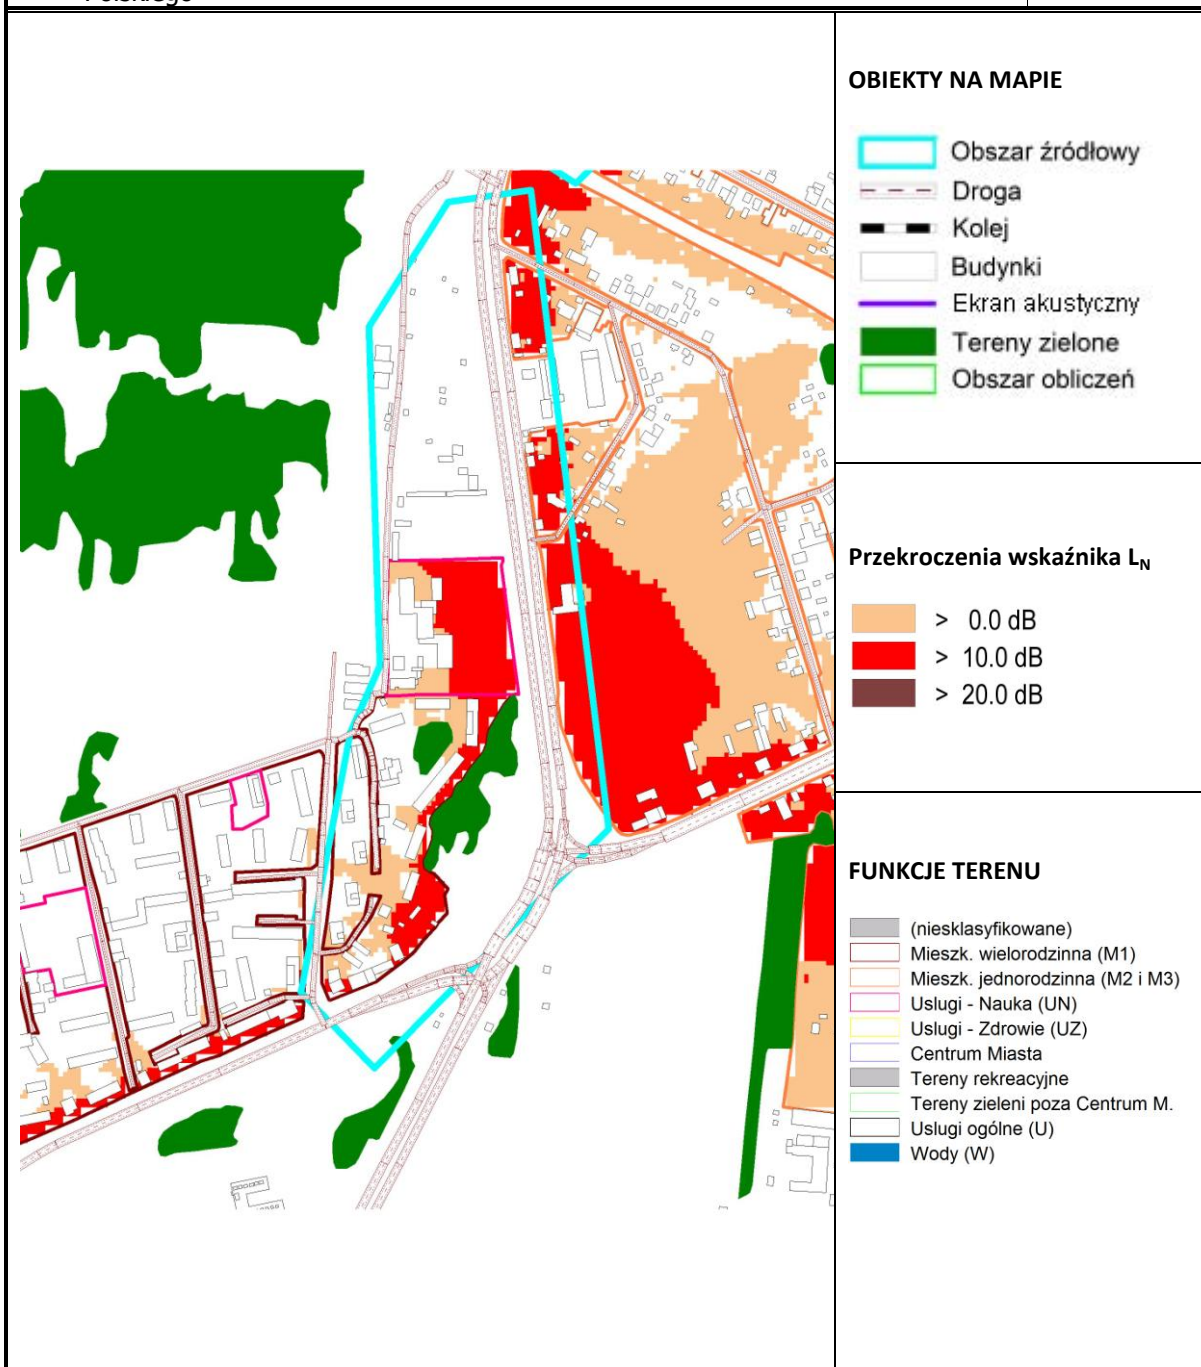 OBIEKTY NA MAPIE
Obszar źródłowy
Droga
Kolej
Budynki
Ekran akustyczny
Tereny zielone
Obszar obliczeń
Przekroczenia wskaźnika LN
> 0.0 dB
> 10.0 dB
> 20.0 dB
FUNKCJE TERENU
(niesklasyfikowane)
Mieszk. wielorodzinna (M1)
Mieszk. jednorodzinna (M2 i M3)
Uslugi - Nauka (UN)
Uslugi - Zdrowie (UZ)
Centrum Miasta
Tereny rekreacyjne
Tereny zieleni poza Centrum M.
Uslugi ogólne (U)
Wody (W)